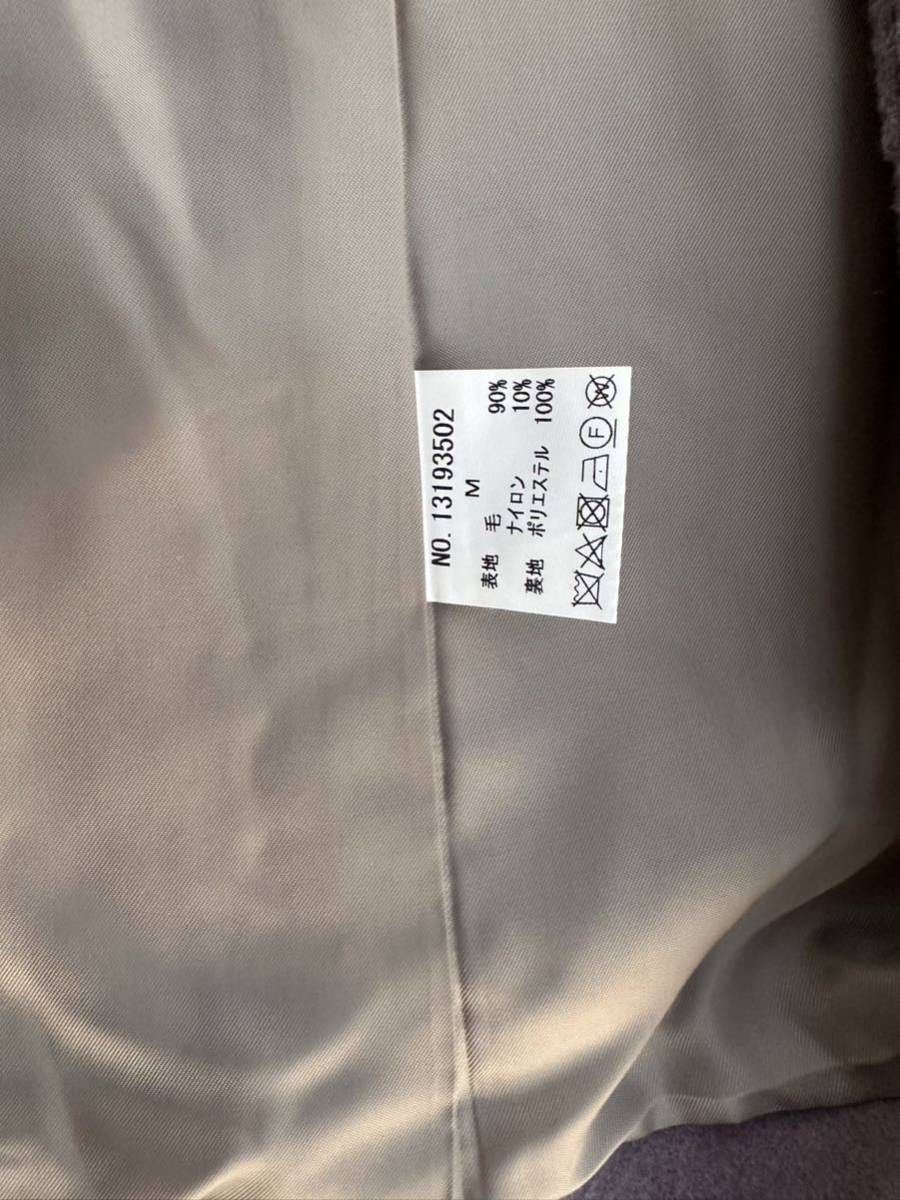 NO. 13193502
M
表地 毛 90%
ナイロン 10%
裏地 ポリエステル 100%
F W